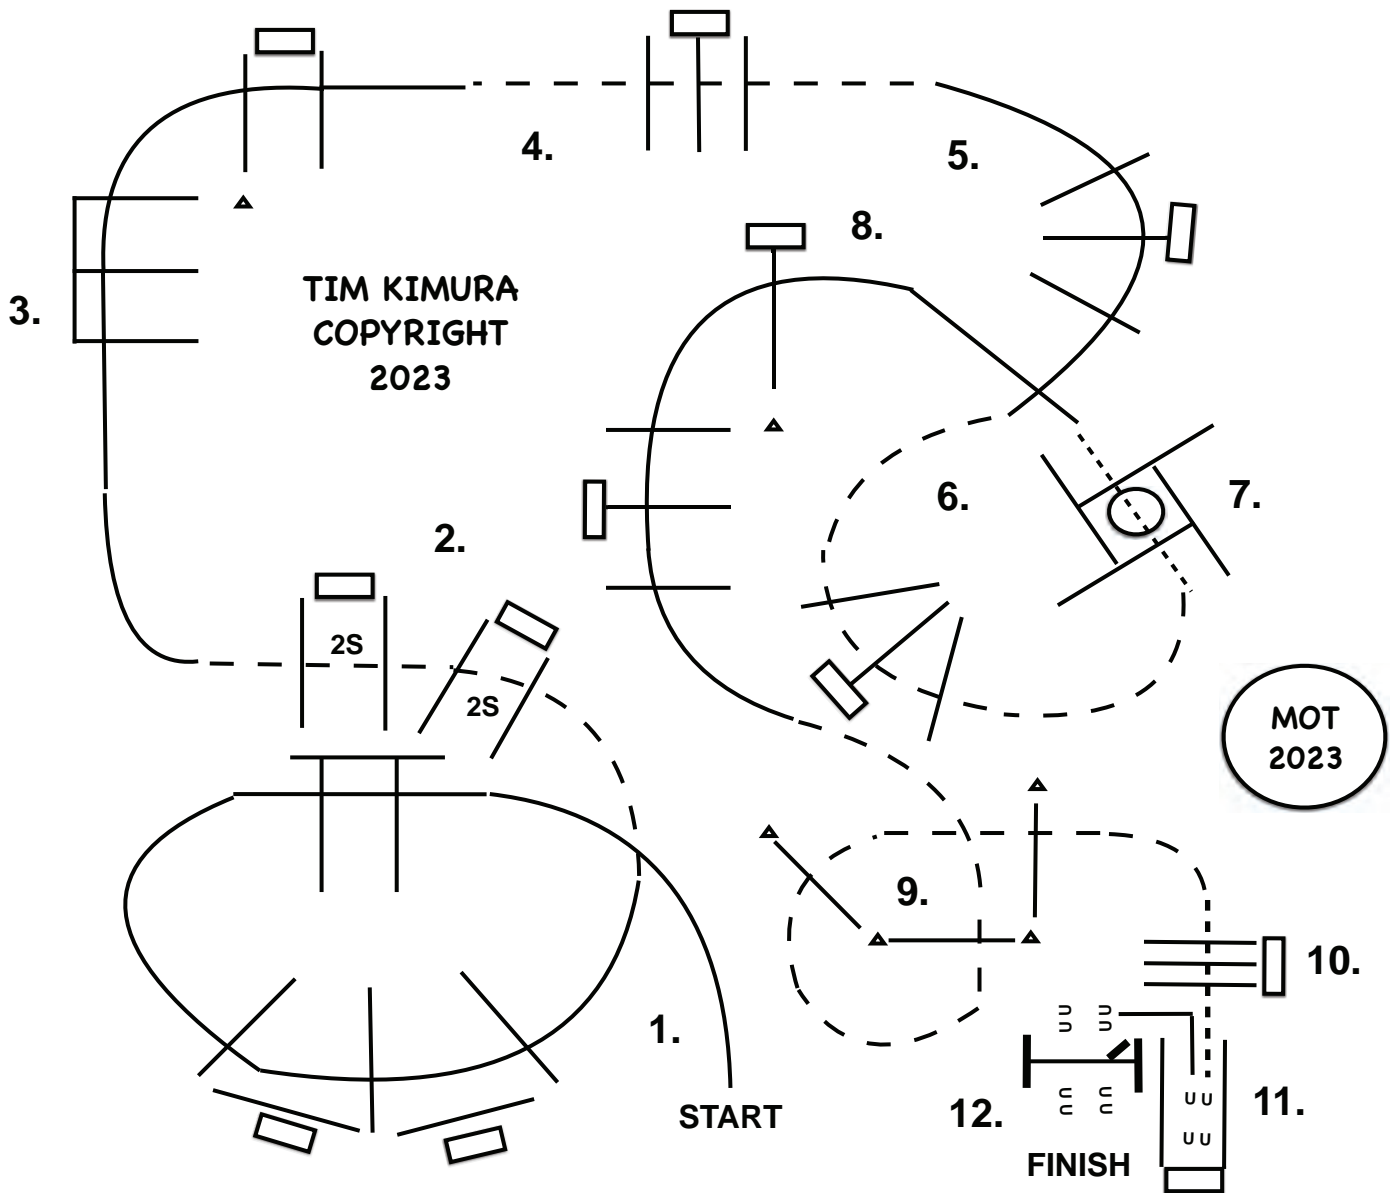 4.
5.
8.
3.
TIM KIMURA
COPYRIGHT
2023
6.
7.
2.
2S
2S
MOT
2023
9.
10.
1.
START
12.
11.
FINISH